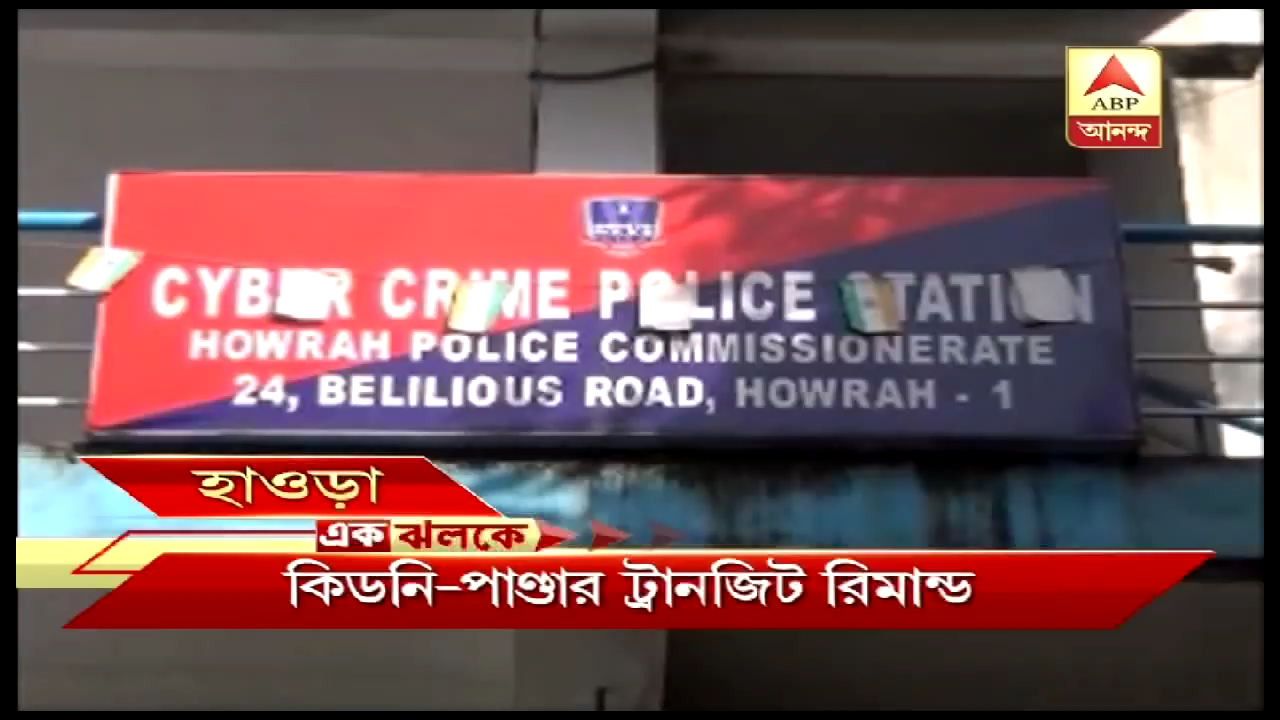 ABP
আনন্দ
CYBER CRIME POLICE STATION
HOWRAH POLICE COMMISSIONERATE
24, BELILIOUS ROAD, HOWRAH - 1
হাওড়া
এক ঝলকে
কিডনি-পাণ্ডার ট্রানজিট রিমান্ড